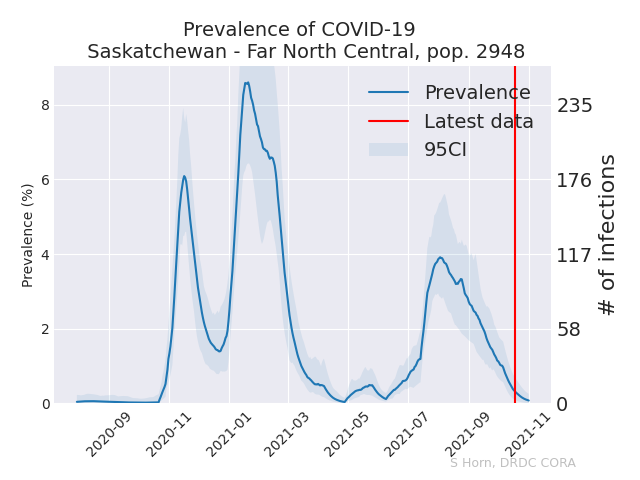 Prevalence of COVID-19
Saskatchewan - Far North Central, pop. 2948
Prevalence
Latest data
95CI
Prevalence (%)
8
6
4
2
0
235
176
117
58
0
# of infections
2020-09
2020-11
2021-01
2021-03
2021-05
2021-07
2021-09
2021-11
S Horn, DRDC CORA